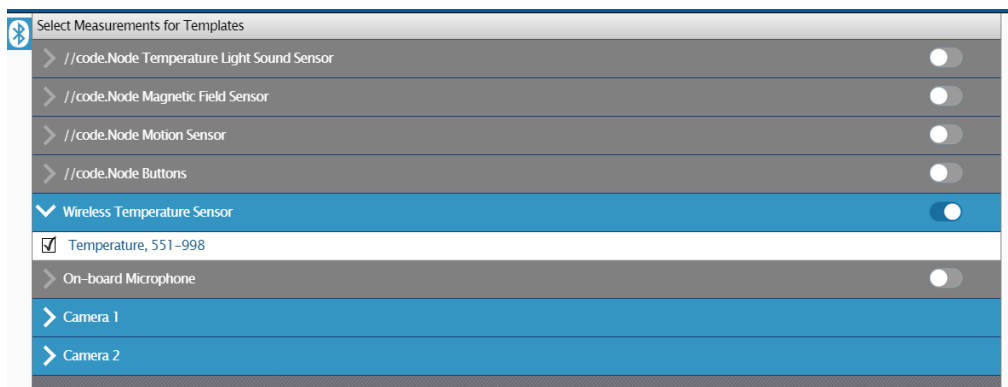 Select Measurements for Templates
//code.Node Temperature Light Sound Sensor
//code.Node Magnetic Field Sensor
//code.Node Motion Sensor
//code.Node Buttons
Wireless Temperature Sensor
Temperature, 551-998
On-board Microphone
Camera 1
Camera 2